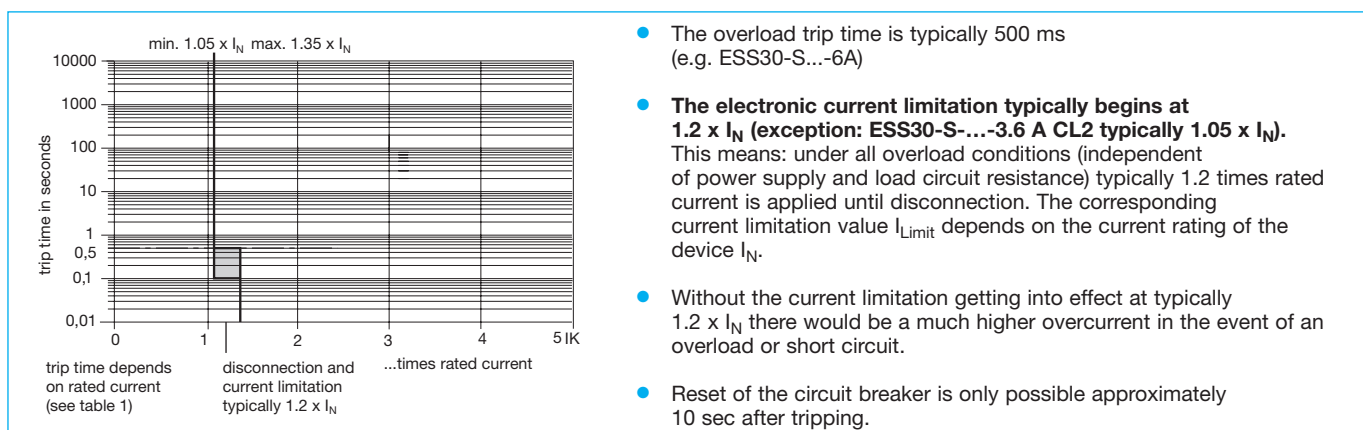 min. 1.05 x IN max. 1.35 x IN
10000
1000
100
10
1
0,5
0,1
0,01
trip time in seconds
0 1 2 3 4 5 IK
trip time depends
on rated current
(see table 1)
disconnection and
current limitation
typically 1.2 x IN
...times rated current
• The overload trip time is typically 500 ms
(e.g. ESS30-S...-6A)
• The electronic current limitation typically begins at
1.2 x IN (exception: ESS30-S-...-3.6 A CL2 typically 1.05 x IN).
This means: under all overload conditions (independent
of power supply and load circuit resistance) typically 1.2 times rated
current is applied until disconnection. The corresponding
current limitation value ILimit depends on the current rating of the
device IN.
• Without the current limitation getting into effect at typically
1.2 x IN there would be a much higher overcurrent in the event of an
overload or short circuit.
• Reset of the circuit breaker is only possible approximately
10 sec after tripping.